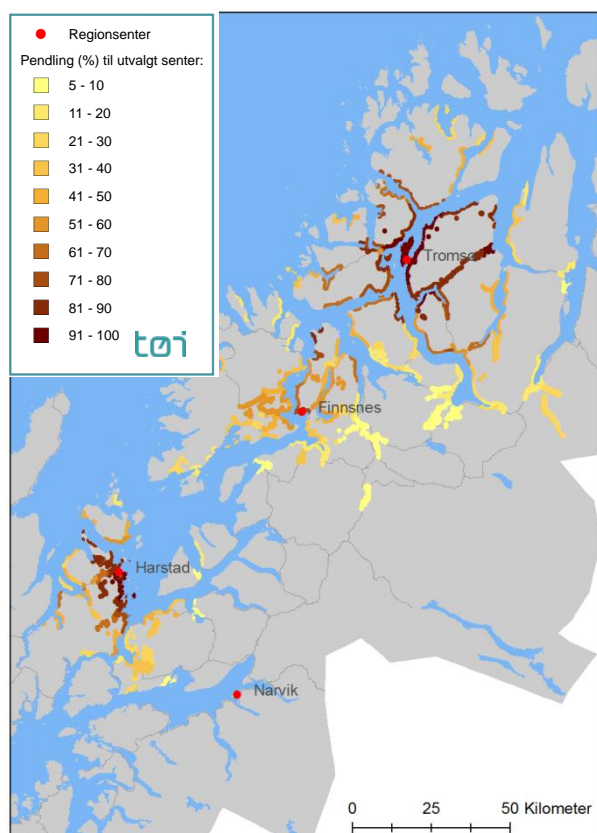 Regionsenter
Pendling (%) til utvalgt senter:
5 - 10
11 - 20
21 - 30
31 - 40
41 - 50
51 - 60
61 - 70
71 - 80
81 - 90
91 - 100
tøi
Tromsø
Finnsnes
Harstad
Narvik
0 25 50 Kilometer